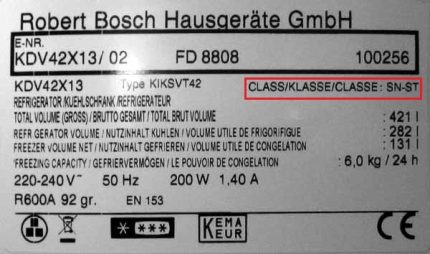 Robert Bosch Hausgeräte GmbH
E-NR.
KDV42X13/ 02 FD 8808 100256
KDV42X13 Type KIKSVT42 CLASS/KLASSE/CLASSE : SN-ST
REFRIGERATOR /KUEHLSCHRANK /REFRIGERATEUR
TOTAL VOLUME (GROSS) / BRUTTO GESAMT / TOTAL BRUT VOLUME : 421 l
REFR GERATOR VOLUME / NUTZINHALT KUHLEN / VOLUME UTILE DE FRIGORIFIGUE : 282 l
FREEZER VOLUME NET / NUTZINHALT GEFRIEREN / VOLUME UTILE DE CONGELATION : 131 l
FREEZING CAPACITY / GEFRIERVERMÖGEN / LE POUVOIR DE CONGELATION : 6,0 kg / 24 h
220-240 V~ 50 Hz 200 W 1,40 A
R600A 92 gr. EN 153
KEMA
KEUR
CE